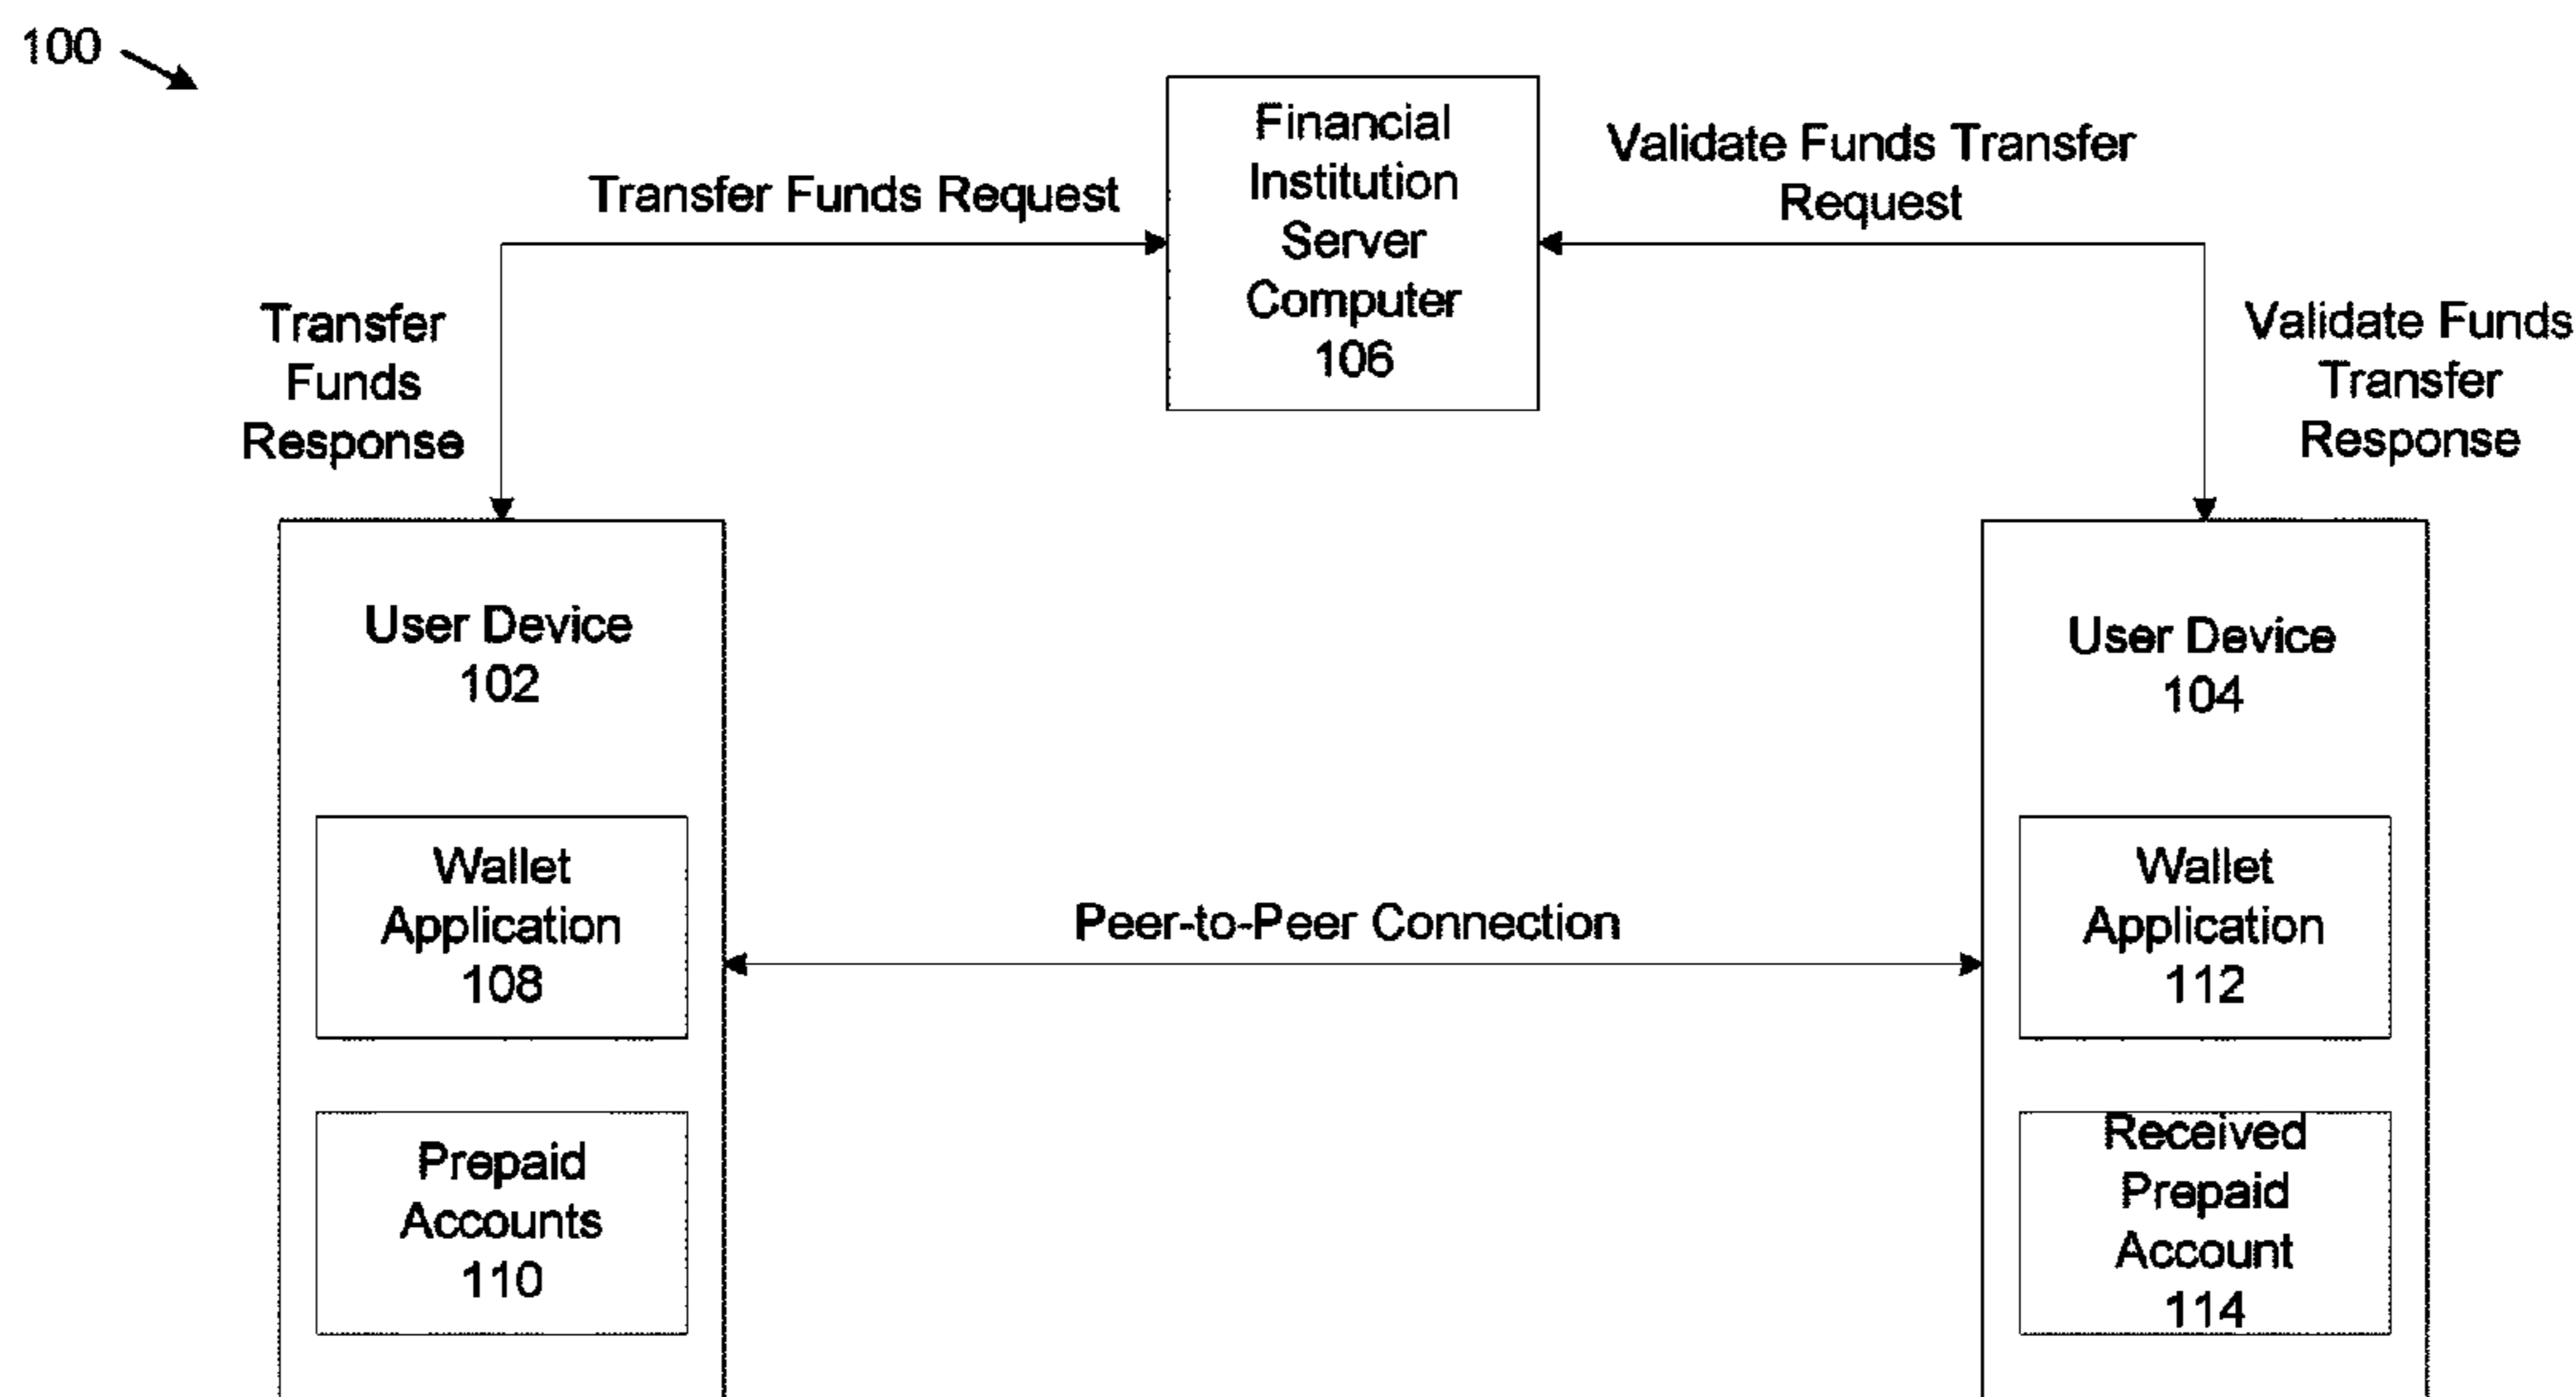 100
Financial
Institution
Server
Computer
106
Transfer Funds Request
Validate Funds Transfer
Request
Transfer
Funds
Response
Validate Funds
Transfer
Response
User Device
102
Wallet
Application
108
Prepaid
Accounts
110
Peer-to-Peer Connection
User Device
104
Wallet
Application
112
Received
Prepaid
Account
114